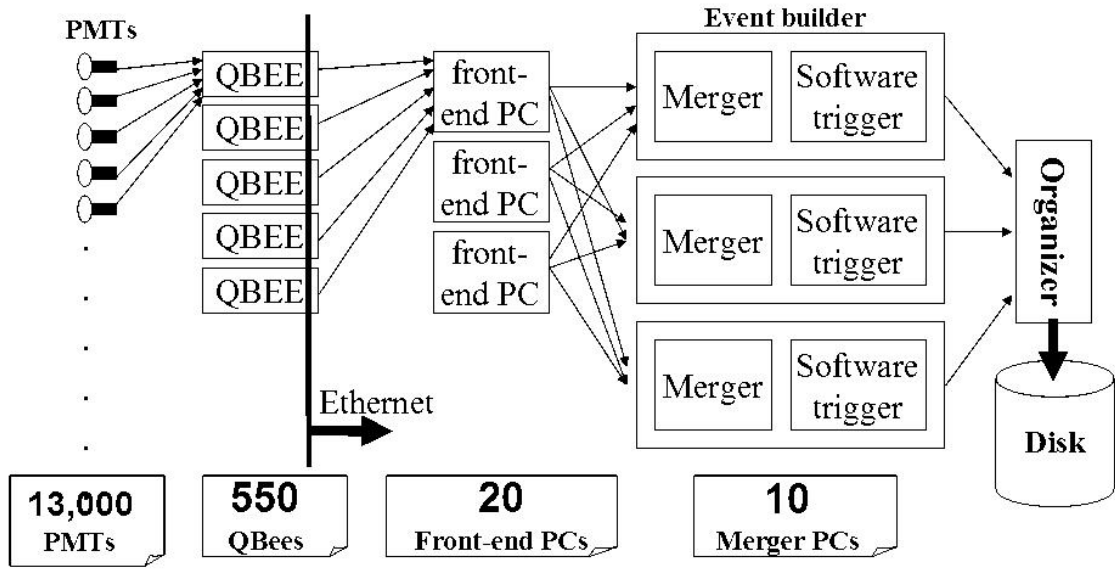 PMTs
Event builder
QBEE
QBEE
QBEE
QBEE
QBEE
front-
end PC
front-
end PC
front-
end PC
Merger
Software
trigger
Merger
Software
trigger
Merger
Software
trigger
Organizer
Ethernet
Disk
13,000
PMTs
550
QBees
20
Front-end PCs
10
Merger PCs